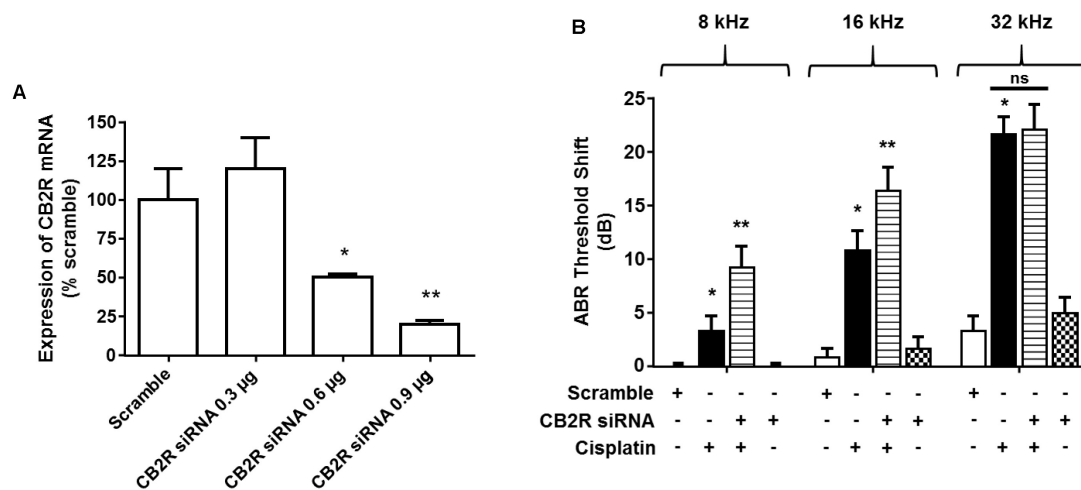 A
Expression of CB2R mRNA
(% scramble)
150
125
100
75
50
25
0
*
**
Scramble
CB2R siRNA 0.3 µg
CB2R siRNA 0.6 µg
CB2R siRNA 0.9 µg
B
8 kHz 16 kHz 32 kHz
ABR Threshold Shift
(dB)
25
20
15
10
5
0
* ** * ** * ns
Scramble + - - - + - - - + - - -
CB2R siRNA - - + + - - + + - - + +
Cisplatin - + + - - + + - - + + -